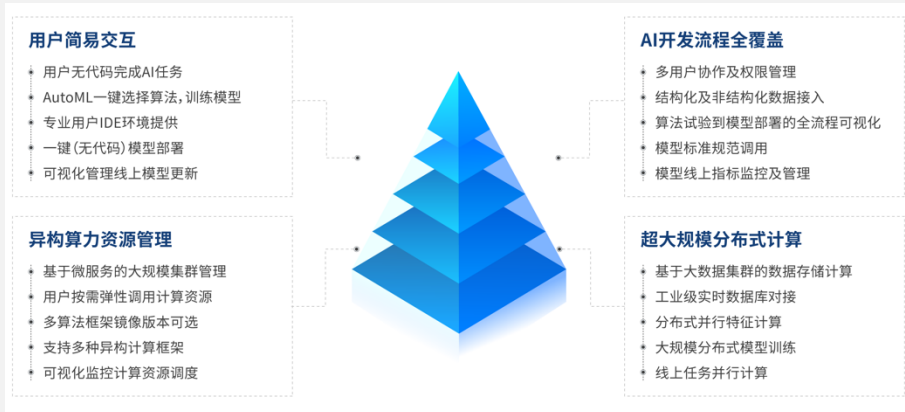 用户简易交互
用户无代码完成AI任务
AutoML一键选择算法，训练模型
专业用户IDE环境提供
一键（无代码）模型部署
可视化管理线上模型更新
AI开发流程全覆盖
多用户协作及权限管理
结构化及非结构化数据接入
算法试验到模型部署的全流程可视化
模型标准规范调用
模型线上指标监控及管理
异构算力资源管理
基于微服务的大规模集群管理
用户按需弹性调用计算资源
多算法框架镜像版本可选
支持多种异构计算框架
可视化监控计算资源调度
超大规模分布式计算
基于大数据集群的数据存储计算
工业级实时数据库对接
分布式并行特征计算
大规模分布式模型训练
线上任务并行计算